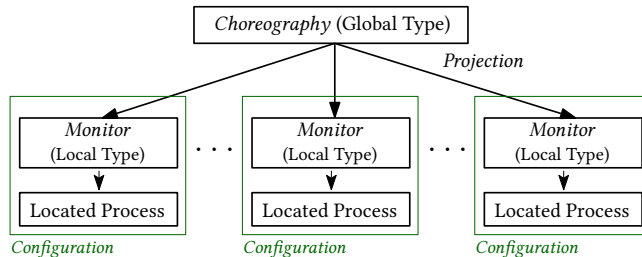 Choreography (Global Type)
Projection
Monitor
(Local Type)
Located Process
Configuration
. . .
Monitor
(Local Type)
Located Process
Configuration
. . .
Monitor
(Local Type)
Located Process
Configuration